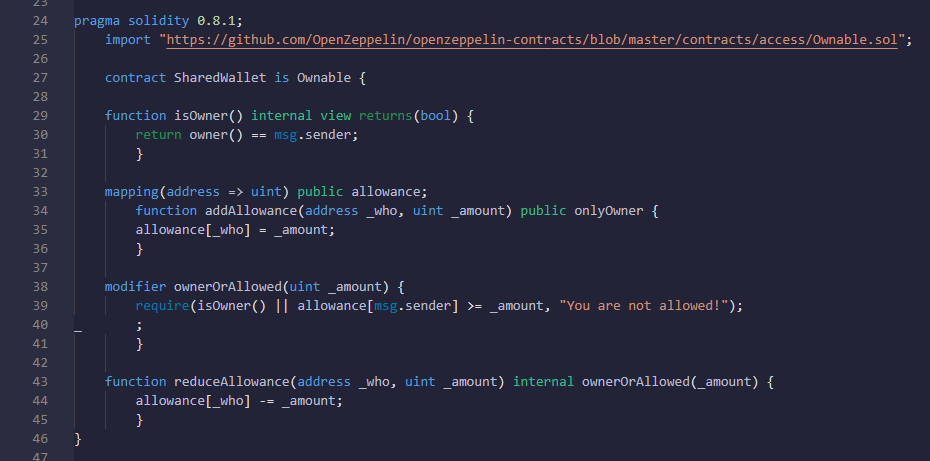 23
24 pragma solidity 0.8.1;
25 import "https://github.com/OpenZeppelin/openzeppelin-contracts/blob/master/contracts/access/Ownable.sol";
26
27 contract SharedWallet is Ownable {
28
29 function isOwner() internal view returns(bool) {
30 return owner() == msg.sender;
31 }
32
33 mapping(address => uint) public allowance;
34 function addAllowance(address _who, uint _amount) public onlyOwner {
35 allowance[_who] = _amount;
36 }
37
38 modifier ownerOrAllowed(uint _amount) {
39 require(isOwner() || allowance[msg.sender] >= _amount, "You are not allowed!");
40 _ ;
41 }
42
43 function reduceAllowance(address _who, uint _amount) internal ownerOrAllowed(_amount) {
44 allowance[_who] -= _amount;
45 }
46 }
47